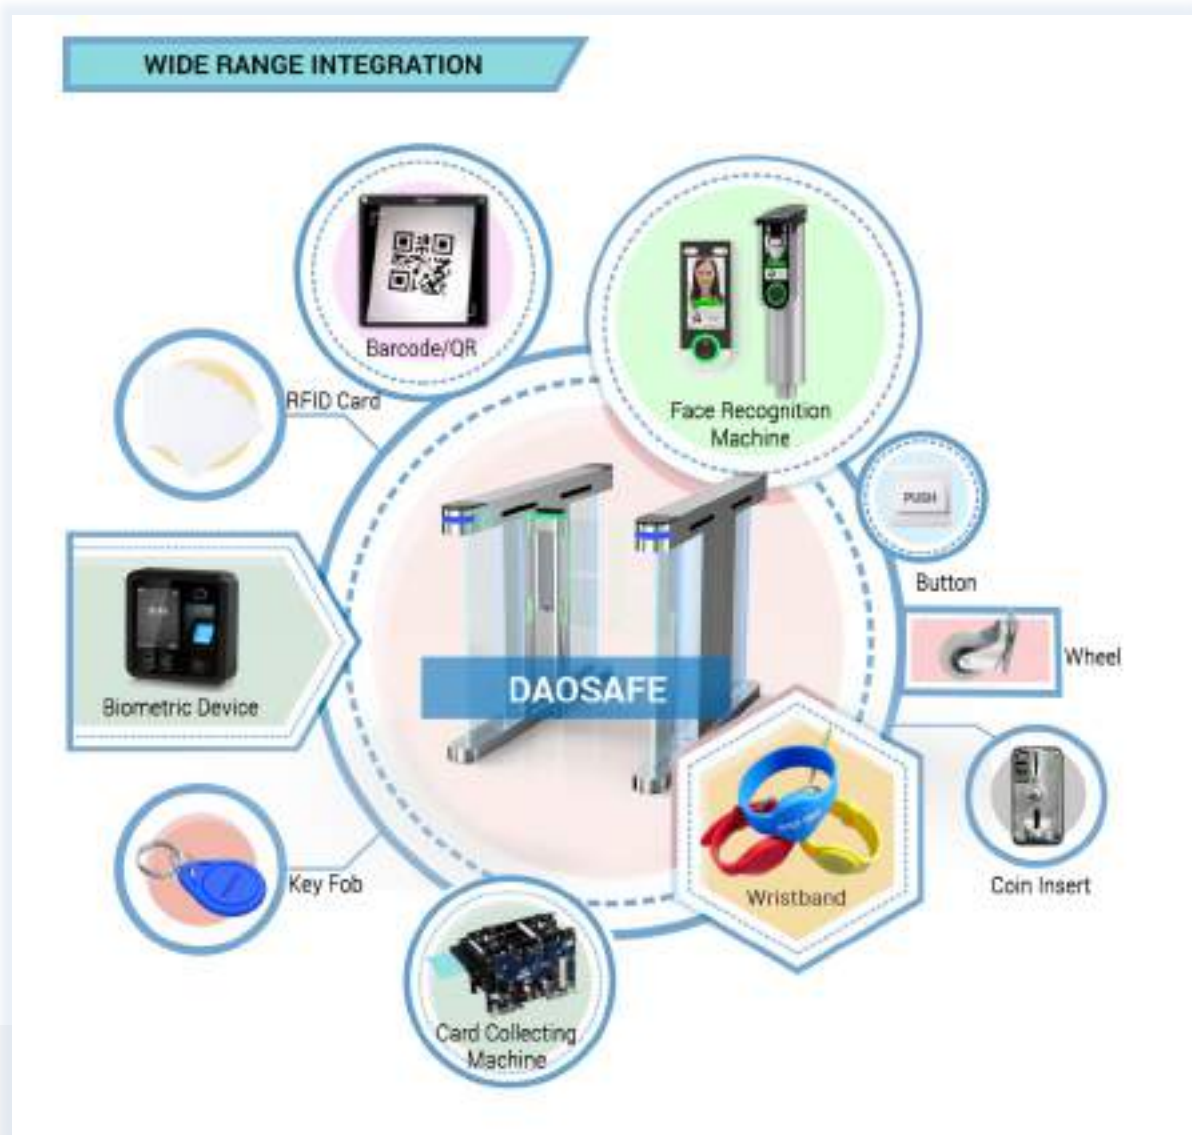 WIDE RANGE INTEGRATION
Barcode/QR
Face Recognition
Machine
RFID Card
PUSH
Button
Biometric Device
Wheel
DAOSAFE
Key Fob
Wristband
Coin Insert
Card Collecting
Machine